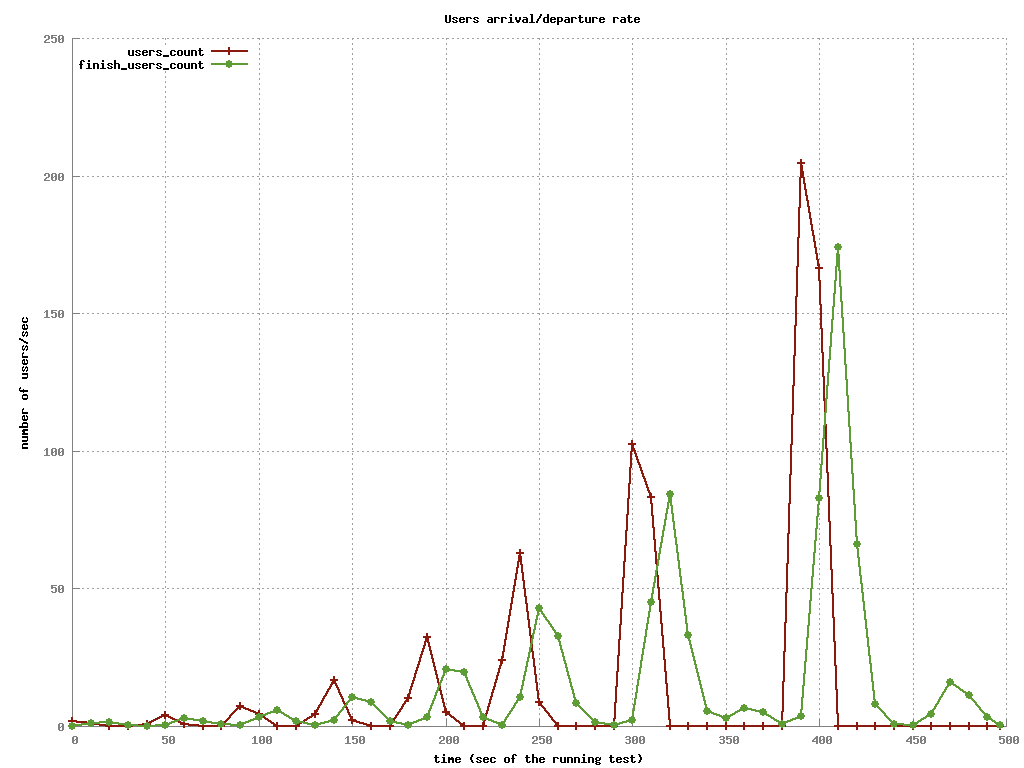 Users arrival/departure rate
250
users_count
finish_users_count
200
150
number of users/sec
100
50
0
0 50 100 150 200 250 300 350 400 450 500
time (sec of the running test)